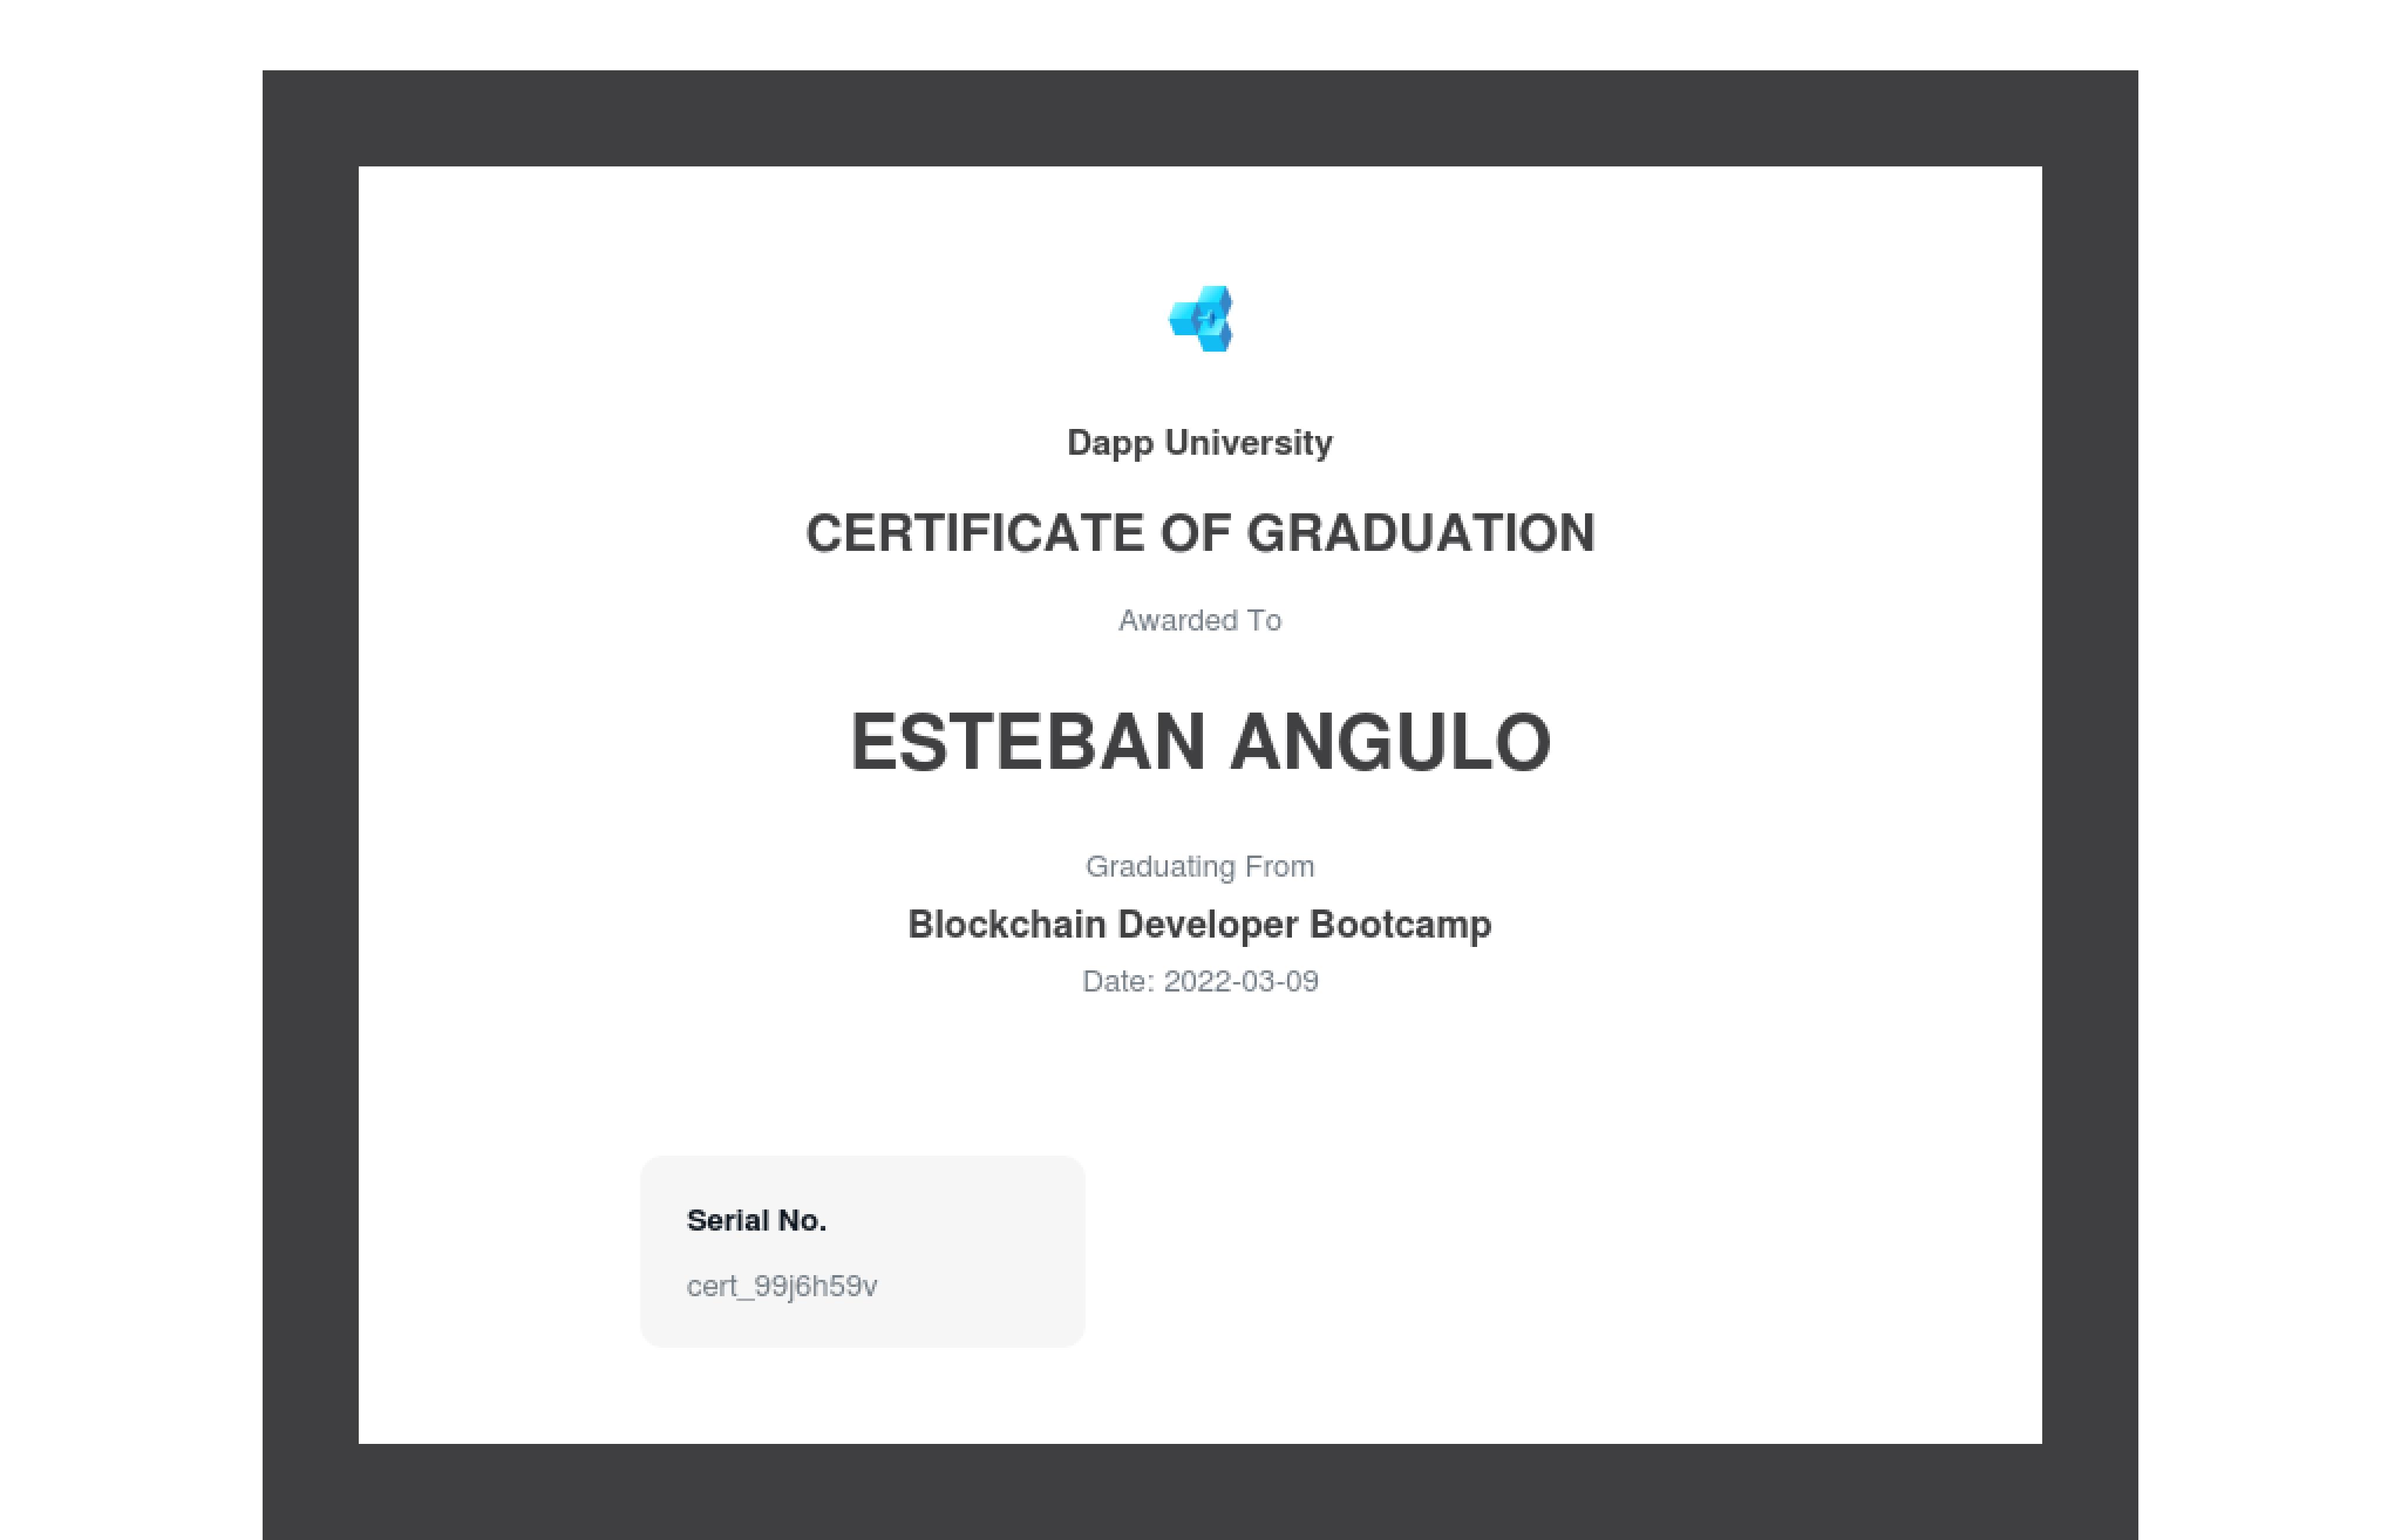 Dapp University
CERTIFICATE OF GRADUATION
Awarded To
ESTEBAN ANGULO
Graduating From
Blockchain Developer Bootcamp
Date: 2022-03-09
Serial No.
cert_99j6h59v